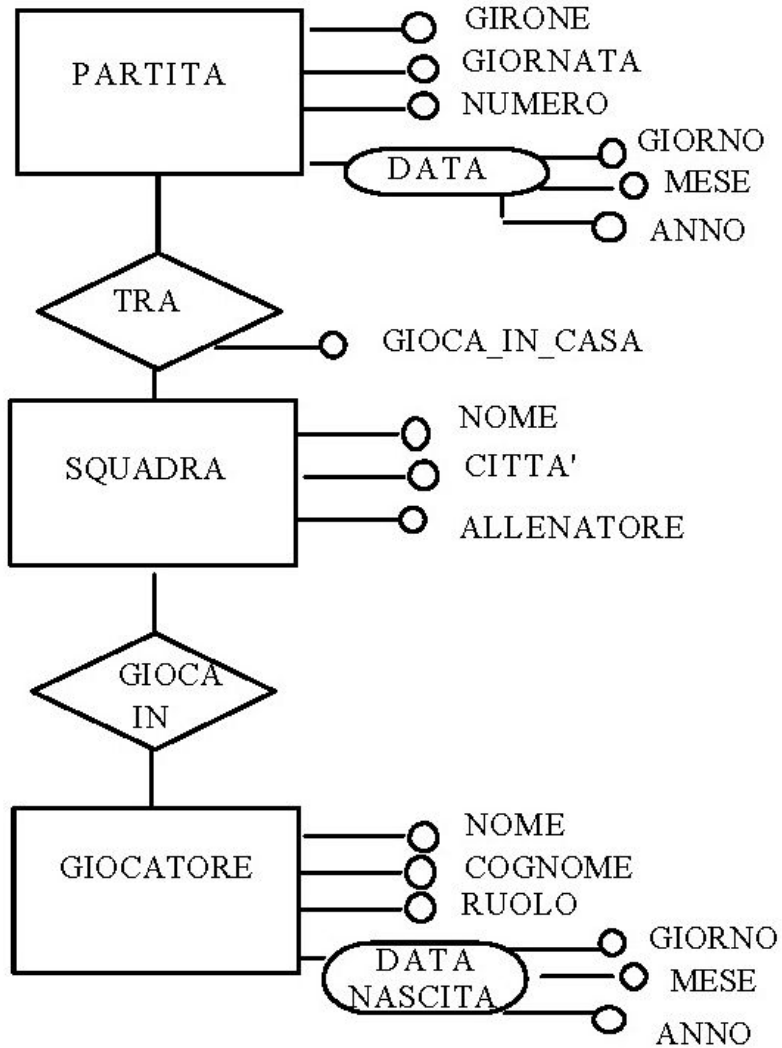 PARTITA
GIRONE
GIORNATA
NUMERO
DATA
GIORNO
MESE
ANNO
TRA
GIOCA_IN_CASA
SQUADRA
NOME
CITTA'
ALLENATORE
GIOCA
IN
GIOCATORE
NOME
COGNOME
RUOLO
DATA
NASCITA
GIORNO
MESE
ANNO